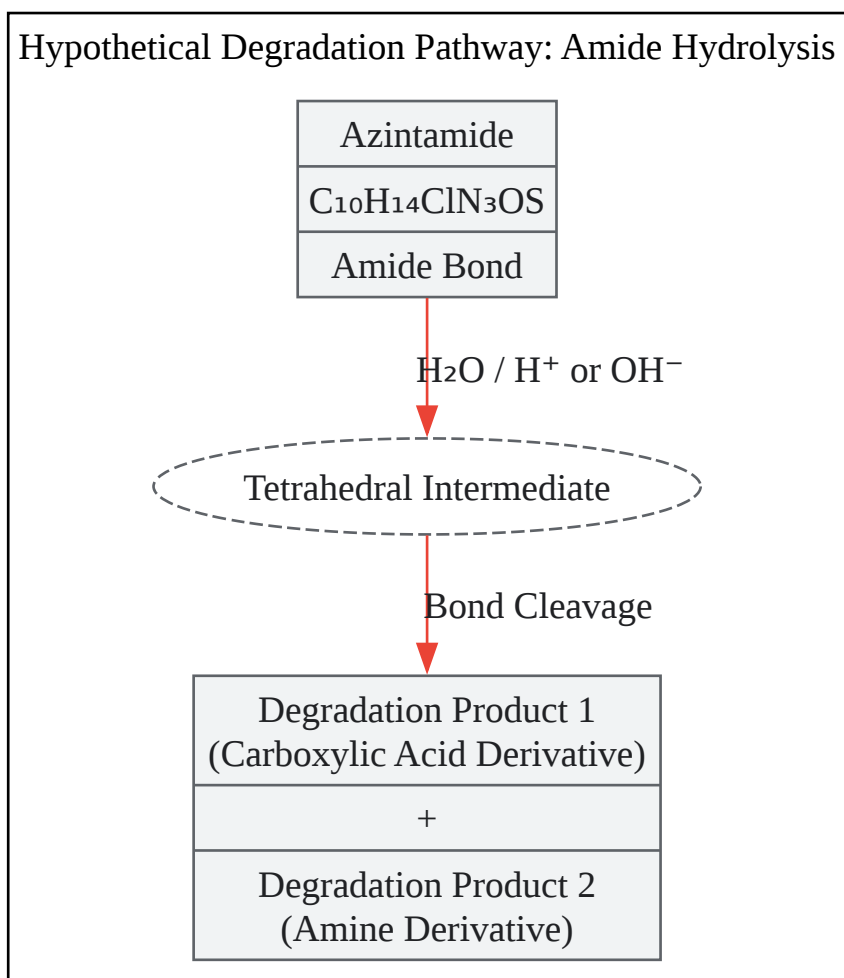 Hypothetical Degradation Pathway: Amide Hydrolysis
Azintamide
C₁₀H₁₄ClN₃OS
Amide Bond
H₂O / H⁺ or OH⁻
Tetrahedral Intermediate
Bond Cleavage
Degradation Product 1
(Carboxylic Acid Derivative)
+
Degradation Product 2
(Amine Derivative)